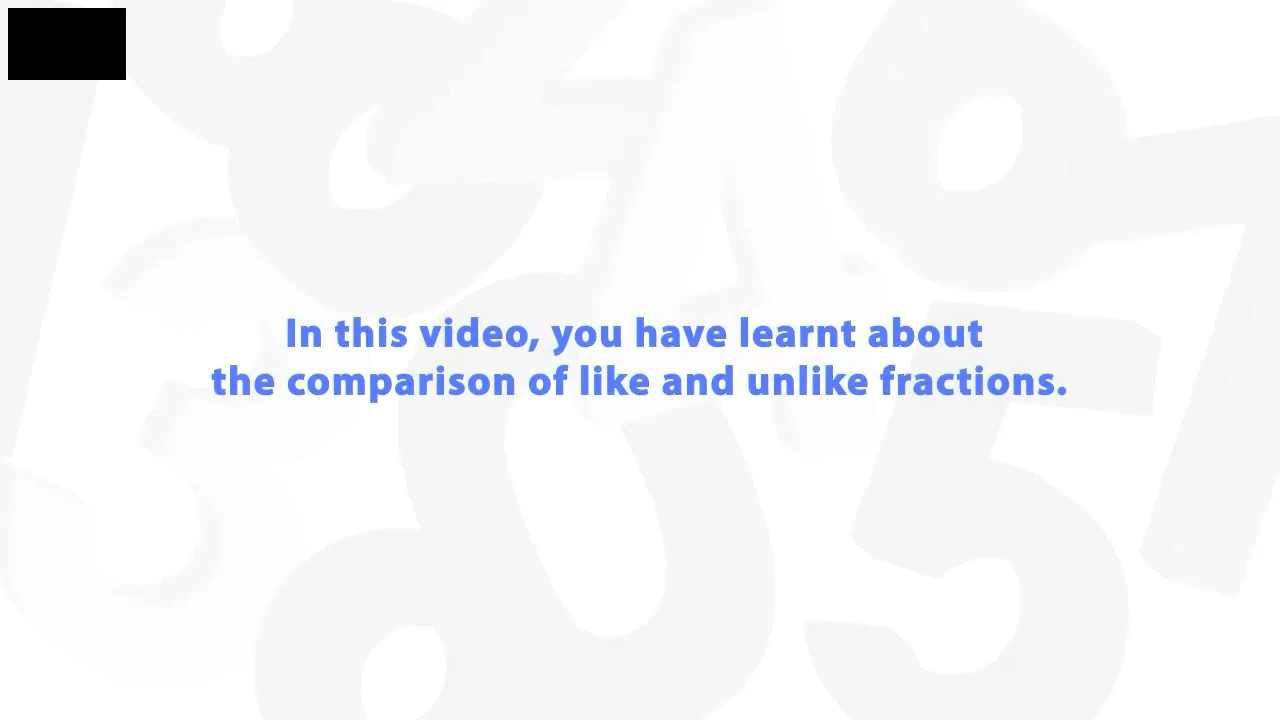 In this video, you have learnt about
the comparison of like and unlike fractions.